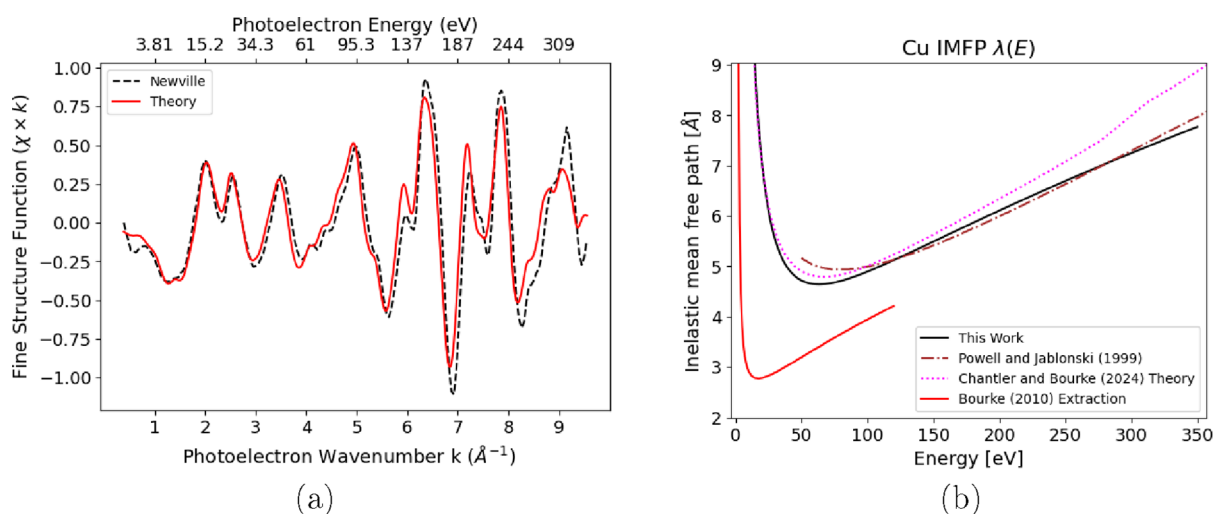 Photoelectron Energy (eV)
3.81 15.2 34.3 61 95.3 137 187 244 309
1.00
0.75
0.50
0.25
0.00
−0.25
−0.50
−0.75
−1.00
Fine Structure Function (χ × k)
Newville
Theory
1 2 3 4 5 6 7 8 9
Photoelectron Wavenumber k (Å⁻¹)
(a)
Cu IMFP λ(E)
9
8
7
6
5
4
3
2
Inelastic mean free path [Å]
This Work
Powell and Jablonski (1999)
Chantler and Bourke (2024) Theory
Bourke (2010) Extraction
0 50 100 150 200 250 300 350
Energy [eV]
(b)